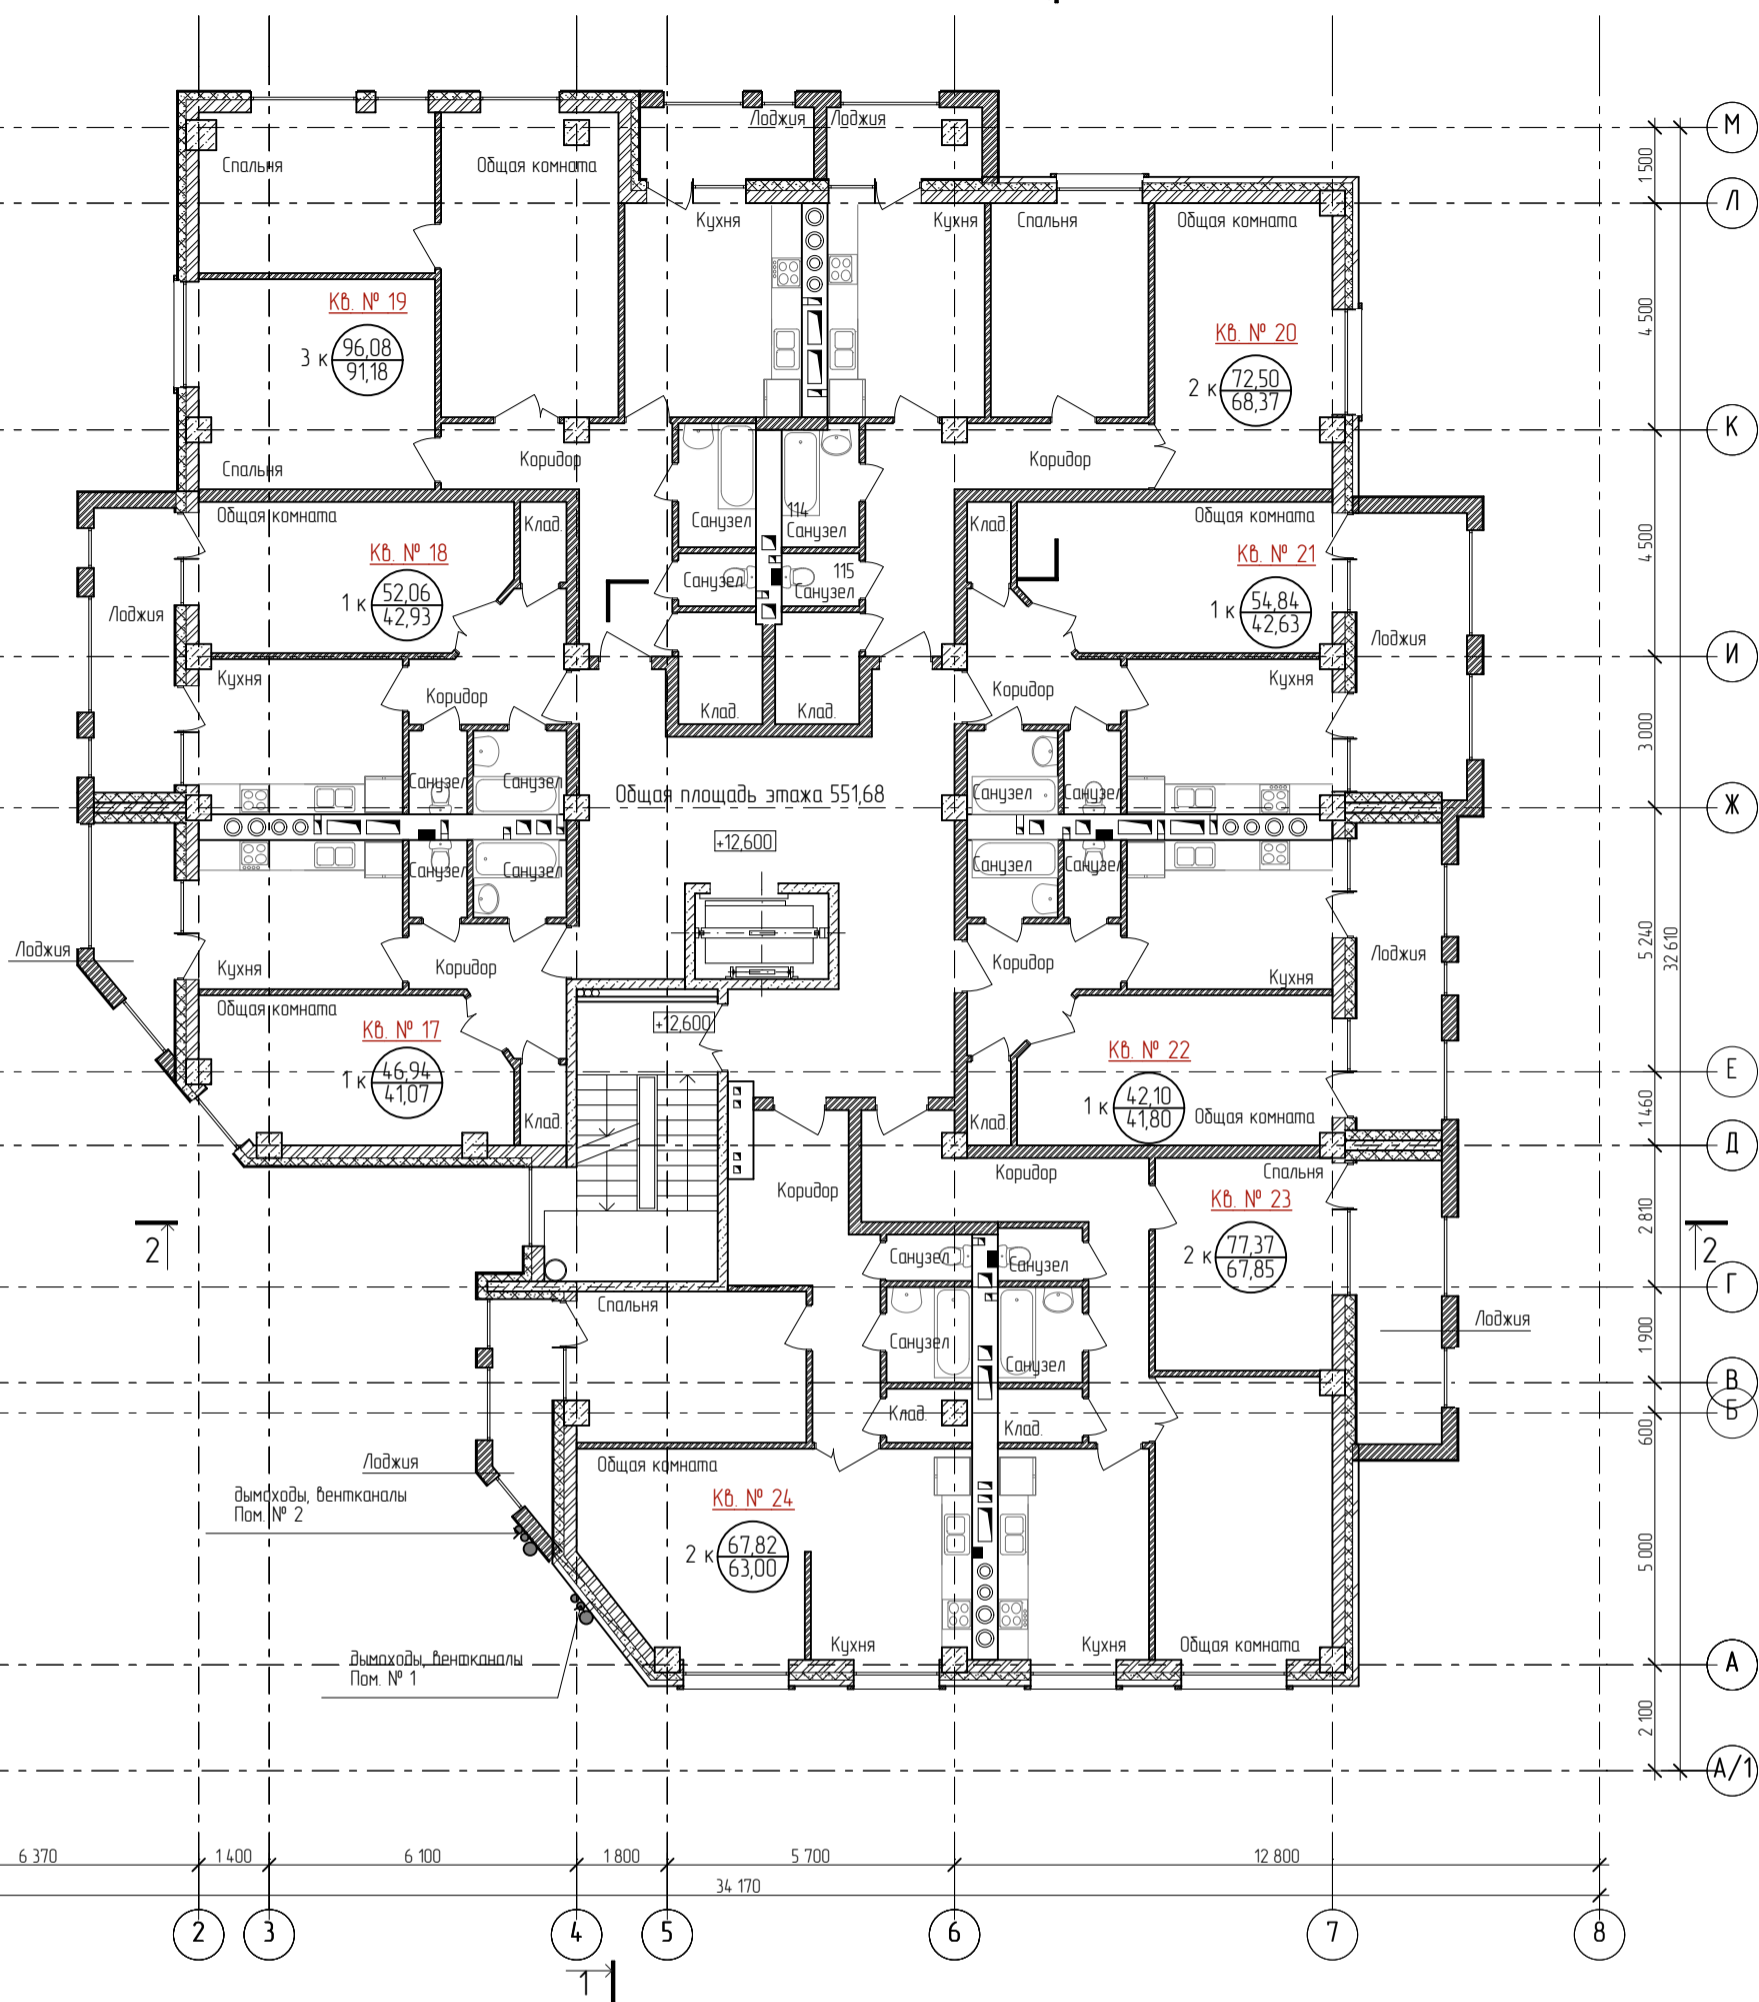 Лоджия
Лоджия
М
Спальня
Общая комната
1 500
Кухня
Кухня
Спальня
Общая комната
Л
Кв. № 19
3 к
96,08
91,18
Кв. № 20
2 к
72,50
68,37
4 500
К
Спальня
Коридор
Коридор
Общая комната
Клад.
Санузел
114
Санузел
Клад.
Общая комната
Кв. № 18
1 к
52,06
42,93
Санузел
115
Санузел
Кв. № 21
1 к
54,84
42,63
4 500
Лоджия
Лоджия
И
Кухня
Коридор
Клад.
Клад.
Коридор
Кухня
3 000
Санузел
Санузел
Общая площадь этажа 551,68
Санузел
Санузел
Ж
+12,600
Санузел
Санузел
Санузел
Санузел
Лоджия
Кухня
Коридор
Коридор
Кухня
Лоджия
5 240
32 610
Общая комната
Кв. № 17
1 к
46,94
41,07
+12,600
Кв. № 22
1 к
42,10
41,80
Е
Клад.
Клад.
Общая комната
1 460
Д
Коридор
Коридор
Спальня
Кв. № 23
2 к
77,37
67,85
2 810
2
2
Санузел
Санузел
Г
Спальня
Лоджия
1 900
Санузел
Санузел
В
Б
Клад.
Клад.
600
Лоджия
Общая комната
дымоходы, вентканалы
Пом. № 2
Кв. № 24
2 к
67,82
63,00
5 000
Кухня
Кухня
Общая комната
дымоходы, вентканалы
Пом. № 1
А
2 100
А/1
6 370
1 400
6 100
1 800
5 700
12 800
34 170
2
3
4
5
6
7
8
1